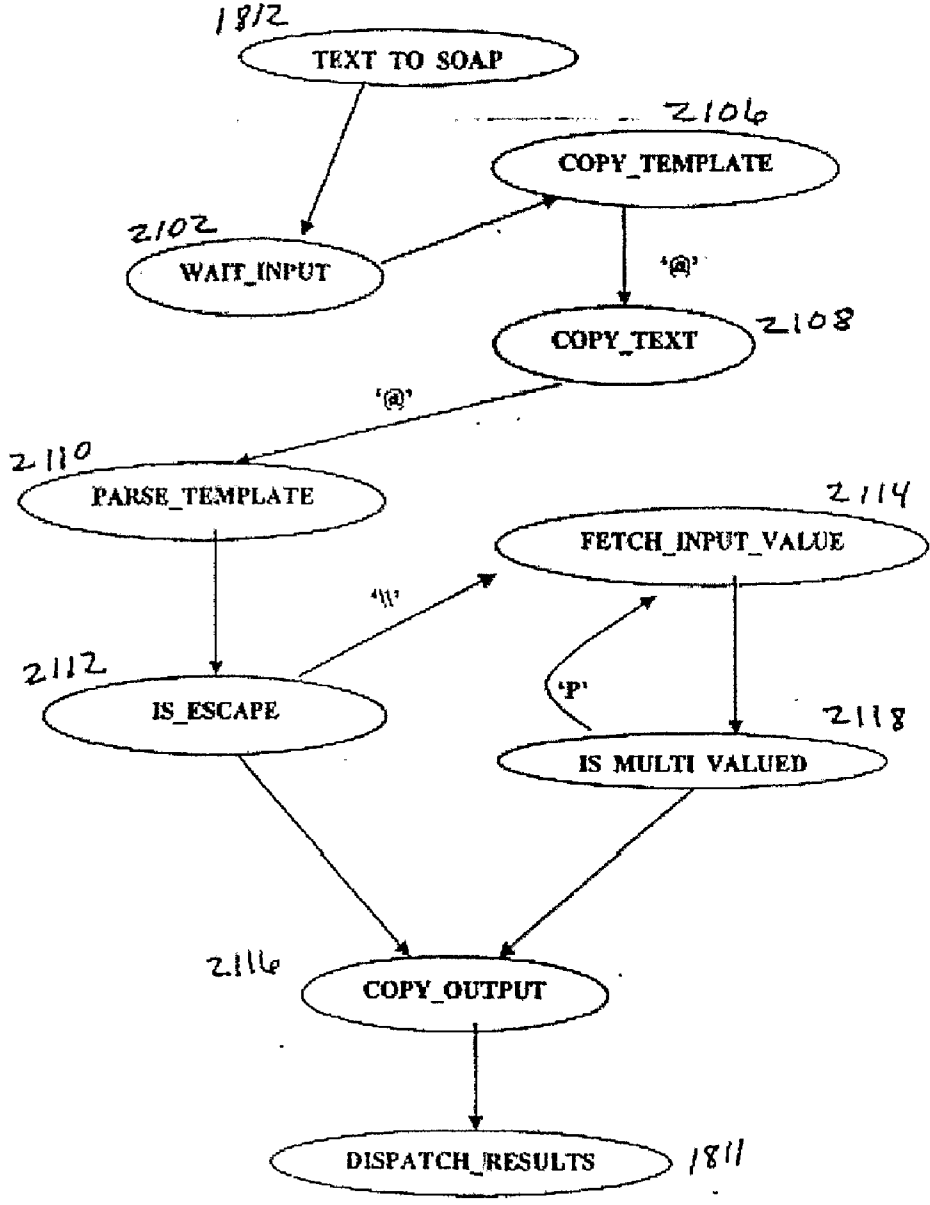 1812
TEXT TO SOAP
2106
COPY_TEMPLATE
2102
WAIT_INPUT
'@'
COPY_TEXT
2108
'@'
2110
PARSE_TEMPLATE
2114
FETCH_INPUT_VALUE
'\\'
2112
IS_ESCAPE
'P'
2118
IS MULTI VALUED
2116
COPY_OUTPUT
DISPATCH_RESULTS
1811